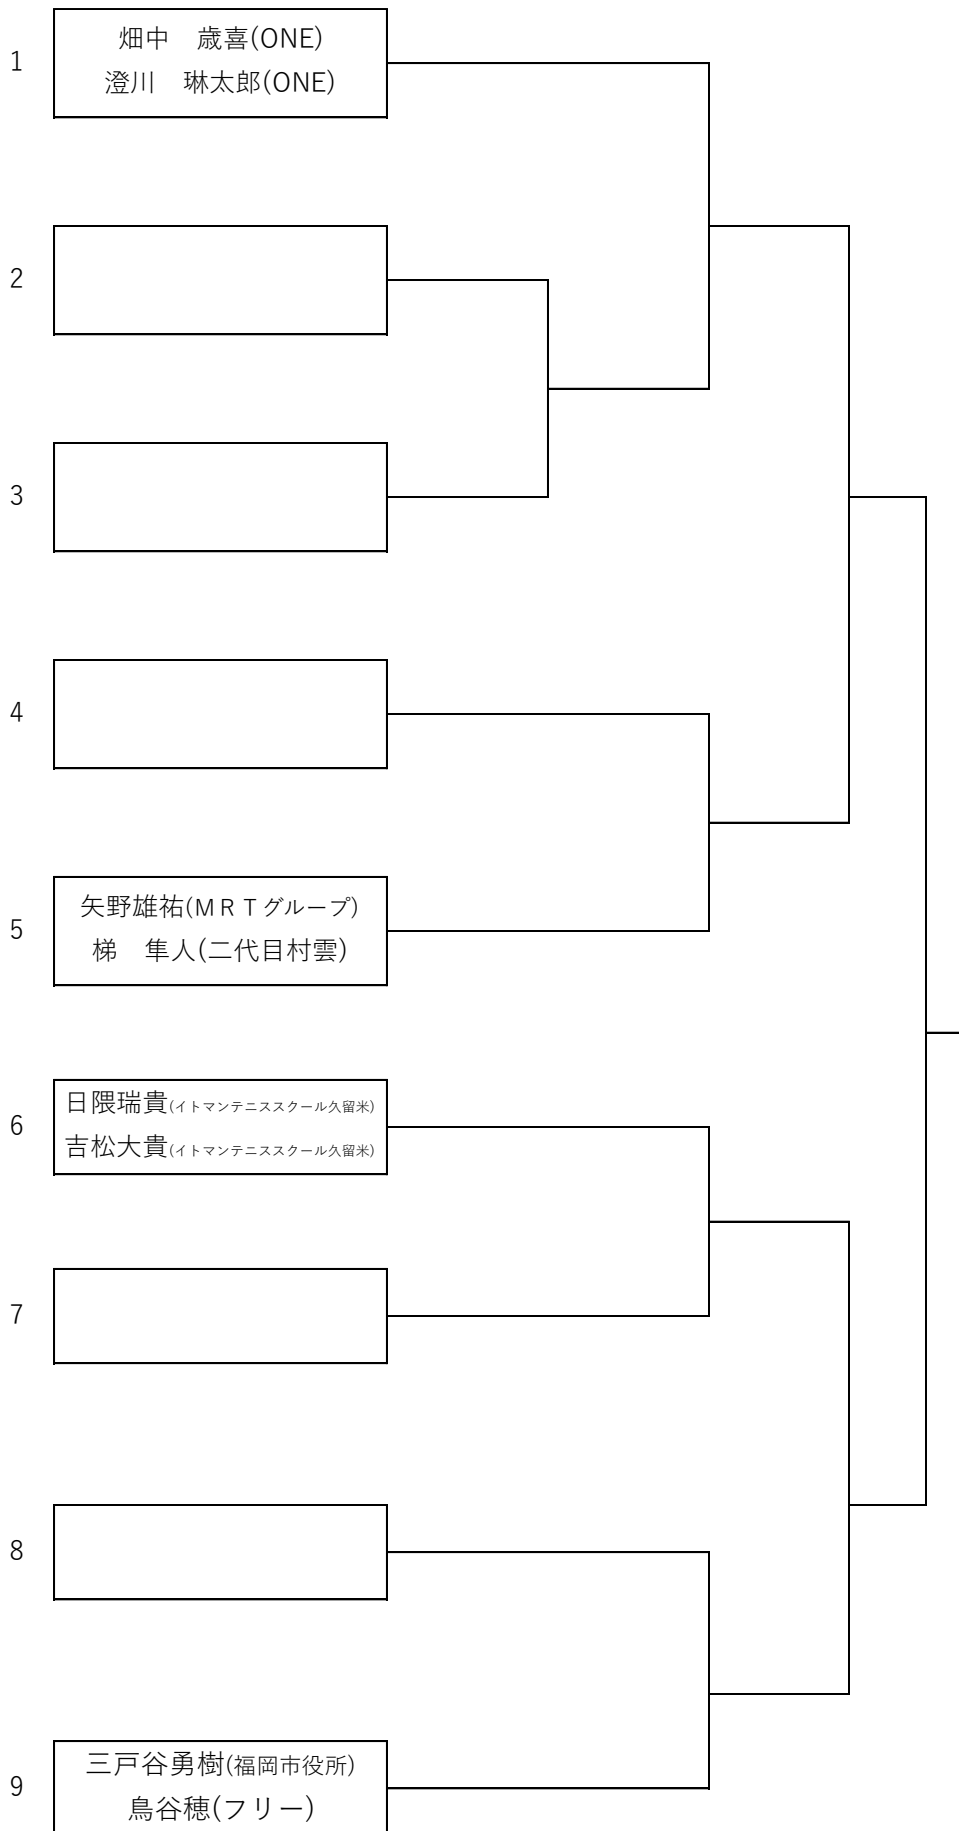 1
畑中　歳喜(ONE)
澄川　琳太郎(ONE)
2
3
4
5
矢野雄祐(ＭＲＴグループ)
梯　隼人(二代目村雲)
6
日隈瑞貴(イトマンテニススクール久留米)
吉松大貴(イトマンテニススクール久留米)
7
8
9
三戸谷勇樹(福岡市役所)
鳥谷穂(フリー)